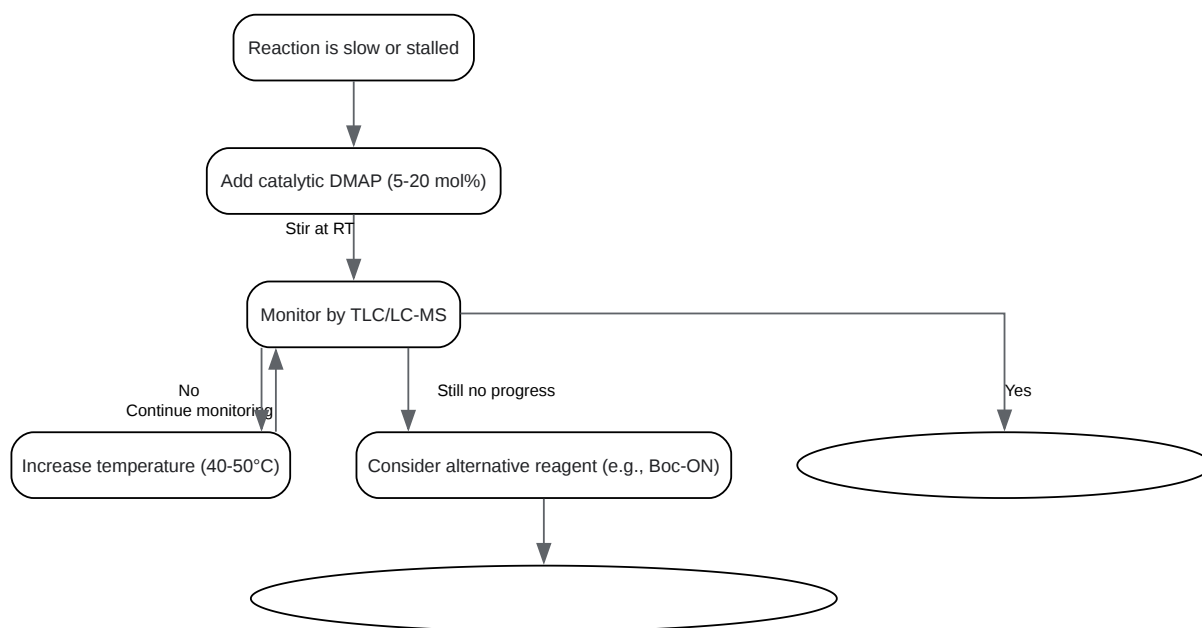 Reaction is slow or stalled
Add catalytic DMAP (5-20 mol%)
Stir at RT
Monitor by TLC/LC-MS
No
Continue monitoring
Still no progress
Yes
Increase temperature (40-50°C)
Consider alternative reagent (e.g., Boc-ON)